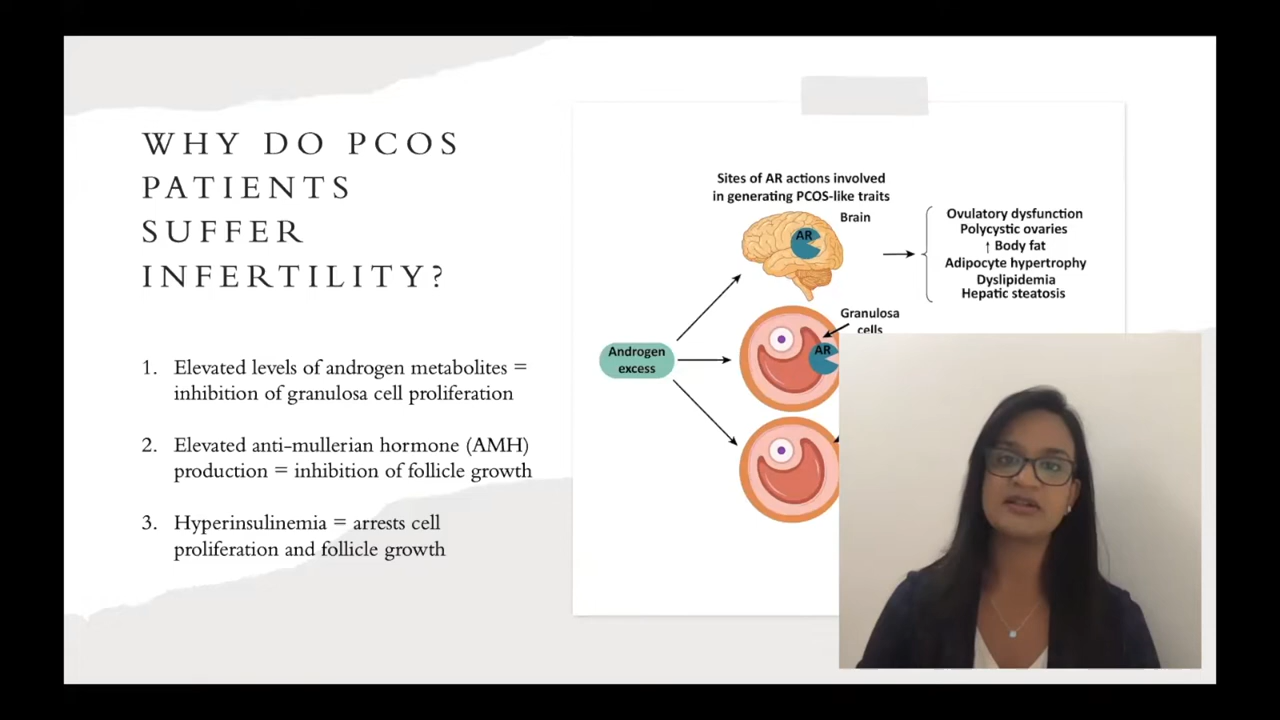 WHY DO PCOS
PATIENTS
SUFFER
INFERTILITY?
1. Elevated levels of androgen metabolites =
inhibition of granulosa cell proliferation
2. Elevated anti-mullerian hormone (AMH)
production = inhibition of follicle growth
3. Hyperinsulinemia = arrests cell
proliferation and follicle growth
Sites of AR actions involved
in generating PCOS-like traits
Brain
AR
Ovulatory dysfunction
Polycystic ovaries
↑ Body fat
Adipocyte hypertrophy
Dyslipidemia
Hepatic steatosis
Granulosa
cells
AR
Androgen
excess